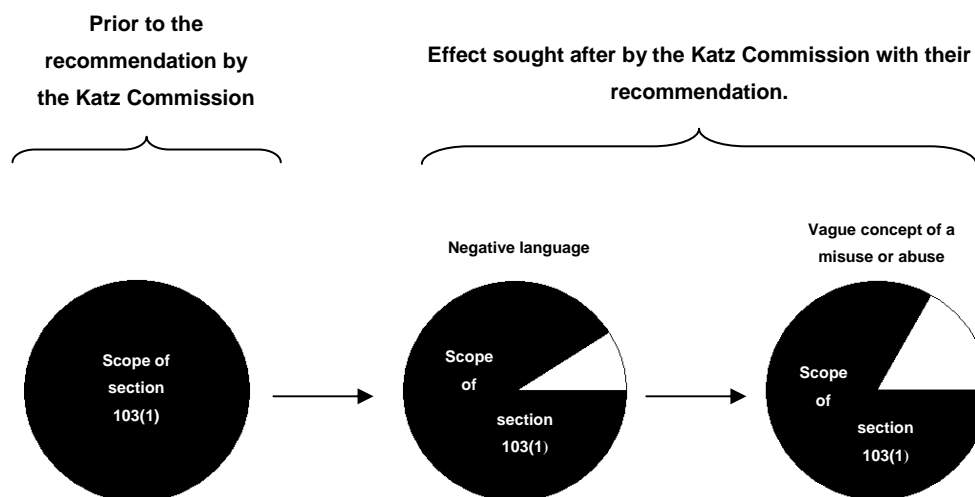 Prior to the
recommendation by
the Katz Commission
Effect sought after by the Katz Commission with their
recommendation.
Scope of
section
103(1)
Negative language
Scope
of
section
103(1)
Vague concept of a
misuse or abuse
Scope
of
section
103(1)